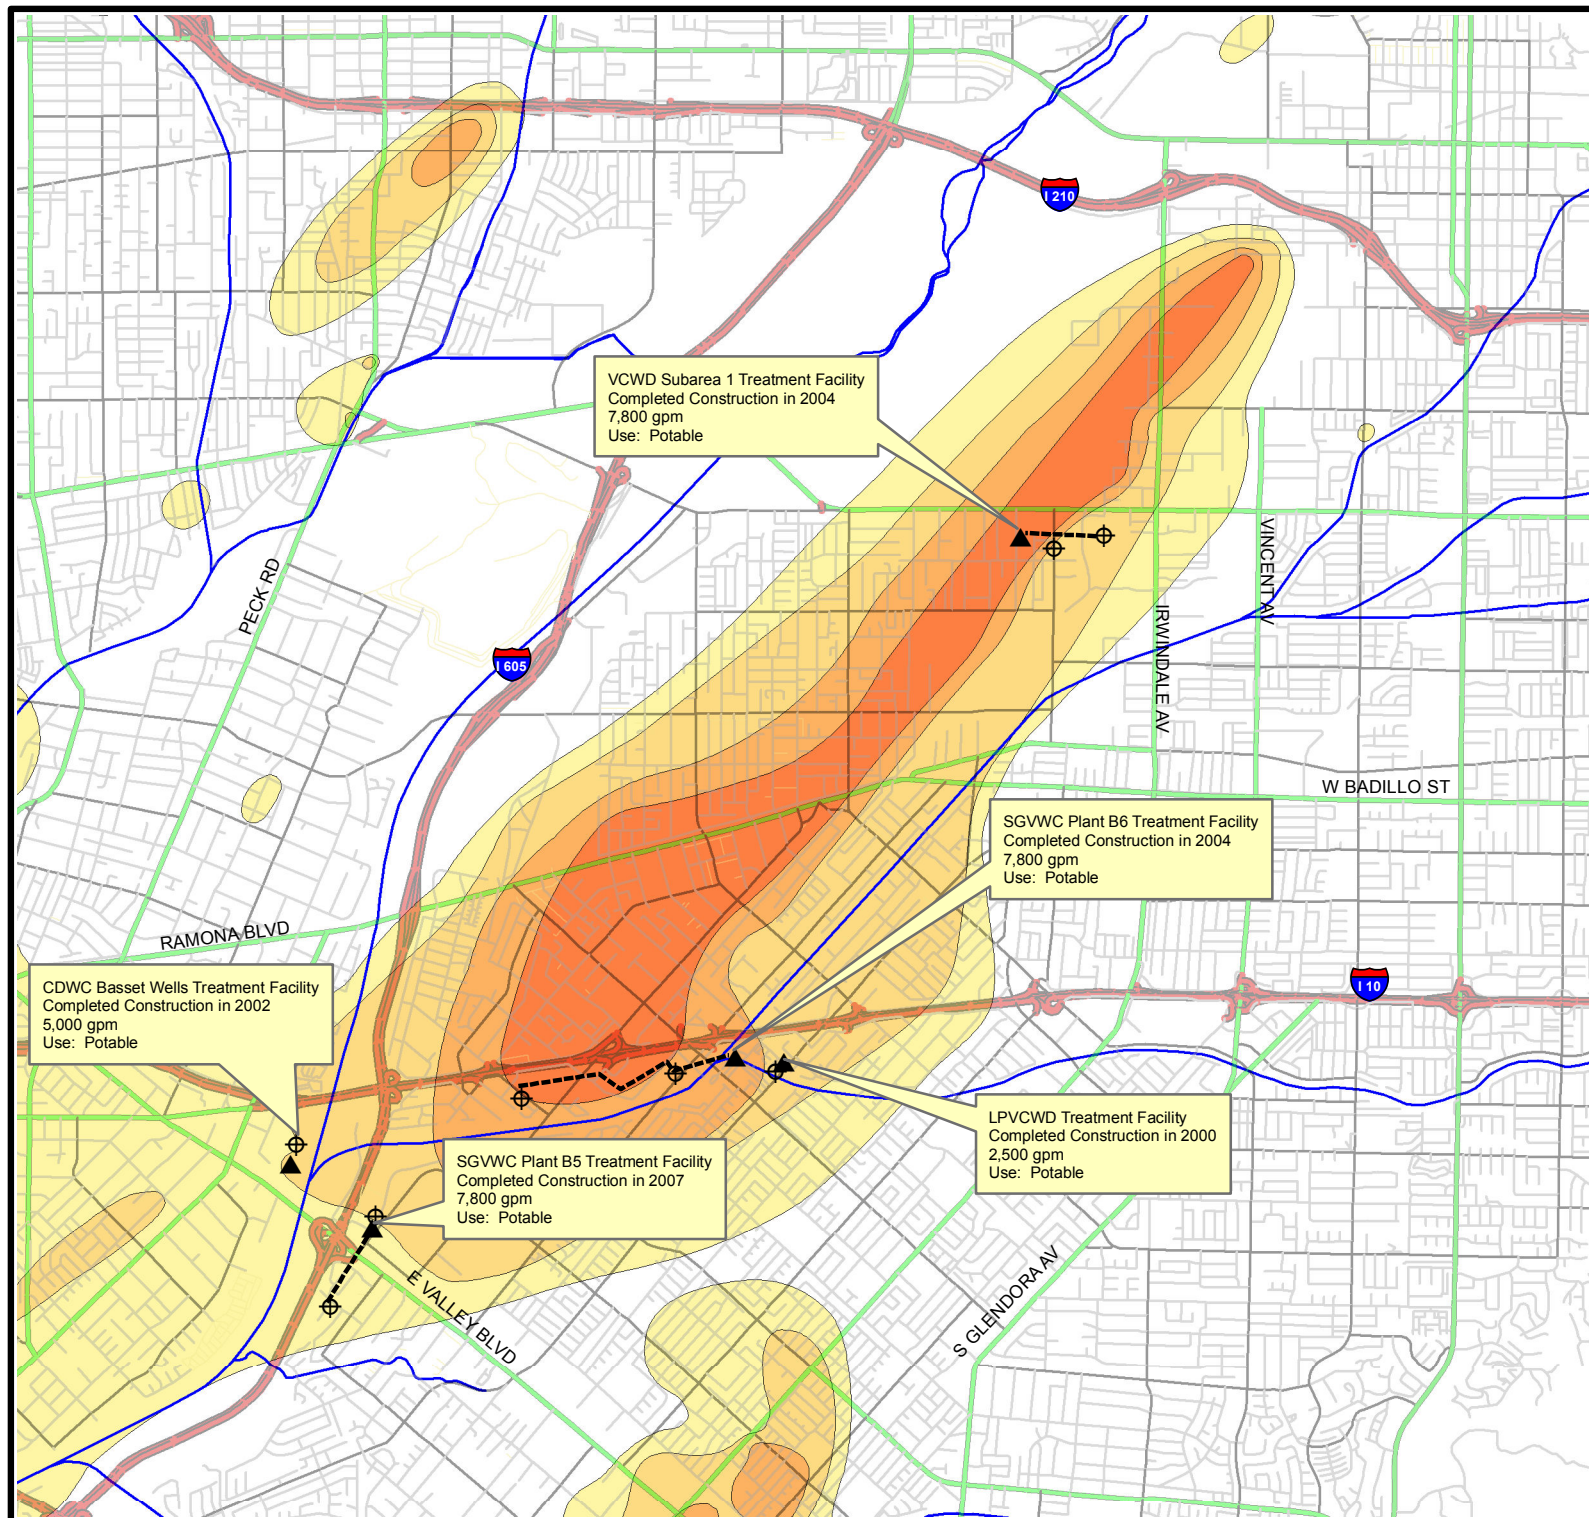 I 210
VCWD Subarea 1 Treatment Facility
Completed Construction in 2004
7,800 gpm
Use: Potable
PECK RD
VINCENT AV
IRWINDALE AV
I 605
W BADILLO ST
SGVWC Plant B6 Treatment Facility
Completed Construction in 2004
7,800 gpm
Use: Potable
RAMONA BLVD
CDWC Basset Wells Treatment Facility
Completed Construction in 2002
5,000 gpm
Use: Potable
I 10
LPVCWD Treatment Facility
Completed Construction in 2000
2,500 gpm
Use: Potable
SGVWC Plant B5 Treatment Facility
Completed Construction in 2007
7,800 gpm
Use: Potable
E VALLEY BLVD
S GLENDORA AV